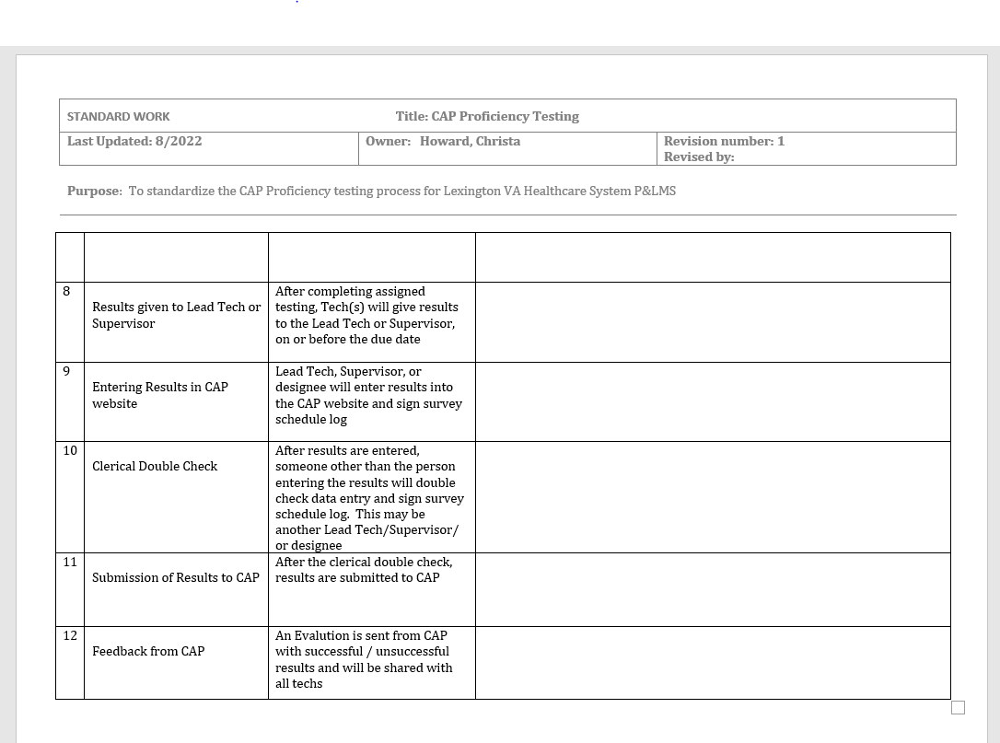 STANDARD WORK Title: CAP Proficiency Testing
Last Updated: 8/2022 Owner: Howard, Christa Revision number: 1
Revised by:
Purpose: To standardize the CAP Proficiency testing process for Lexington VA Healthcare System P&LMS
8
Results given to Lead Tech or
Supervisor
After completing assigned
testing, Tech(s) will give results
to the Lead Tech or Supervisor,
on or before the due date
9
Entering Results in CAP
website
Lead Tech, Supervisor, or
designee will enter results into
the CAP website and sign survey
schedule log
10
Clerical Double Check
After results are entered,
someone other than the person
entering the results will double
check data entry and sign survey
schedule log. This may be
another Lead Tech/Supervisor/
or designee
11
Submission of Results to CAP
After the clerical double check,
results are submitted to CAP
12
Feedback from CAP
An Evalution is sent from CAP
with successful / unsuccessful
results and will be shared with
all techs